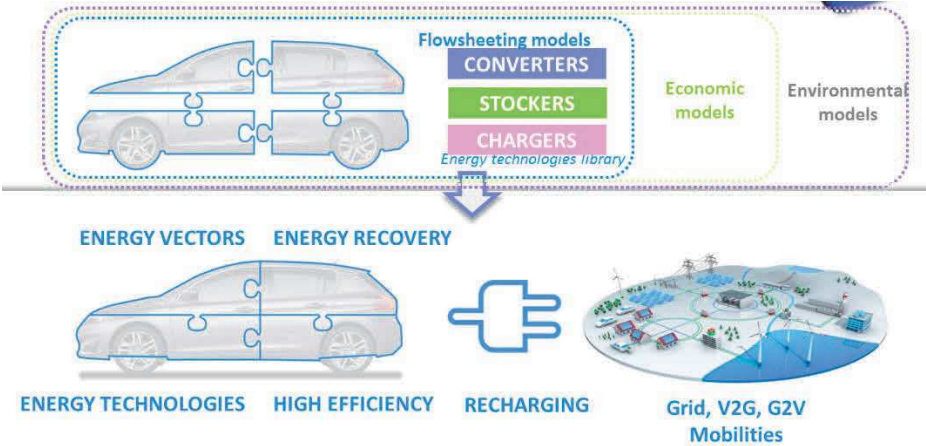 Flowsheeting models
CONVERTERS
STOCKERS
CHARGERS
Energy technologies library
Economic
models
Environmental
models
ENERGY VECTORS
ENERGY RECOVERY
ENERGY TECHNOLOGIES
HIGH EFFICIENCY
RECHARGING
Grid, V2G, G2V
Mobilities